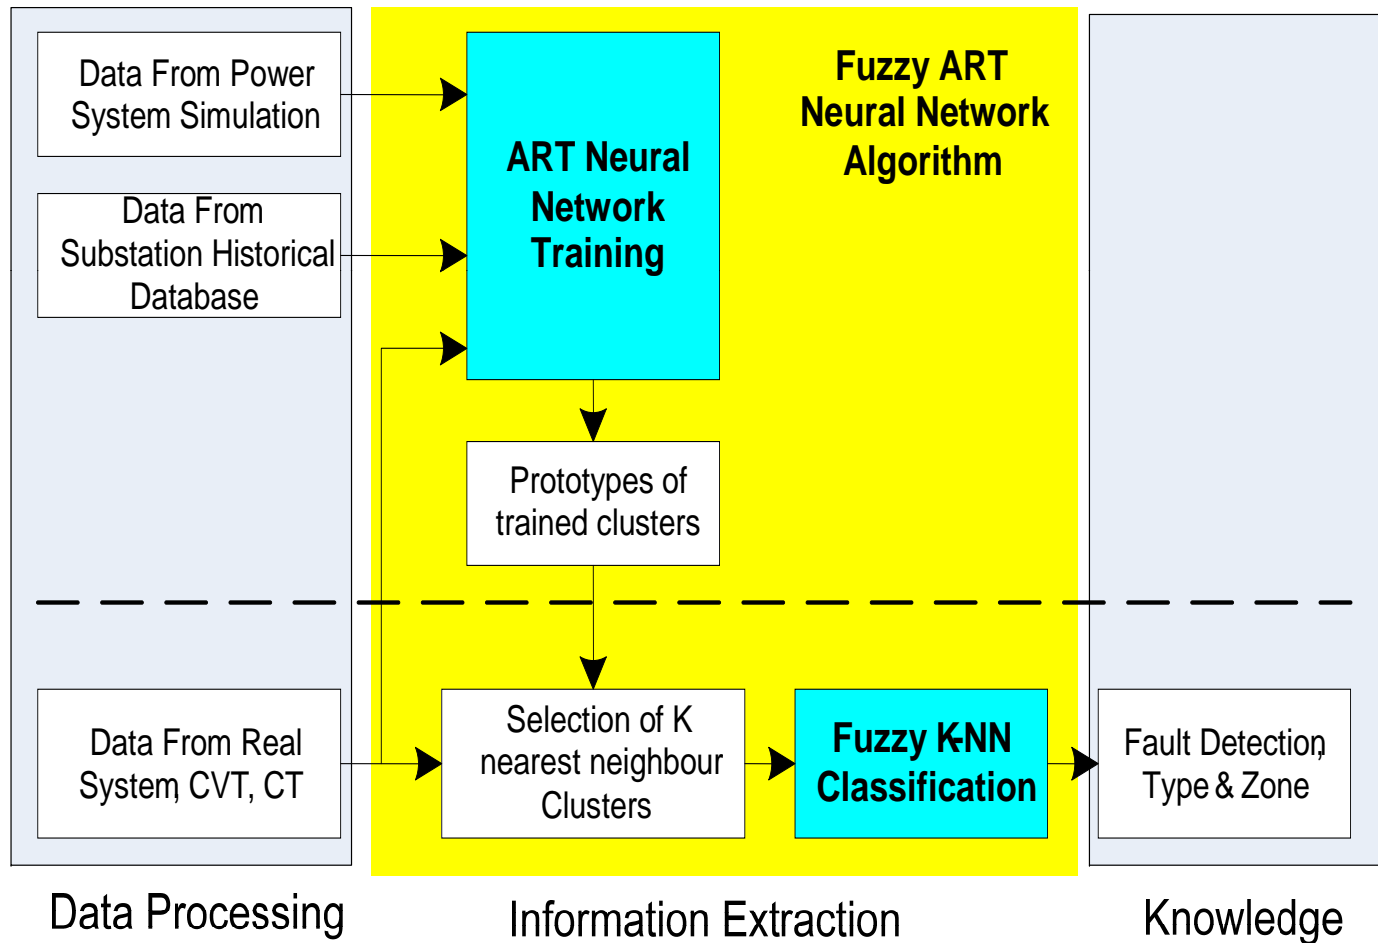 Data From Power
System Simulation
Data From
Substation Historical
Database
ART Neural
Network
Training
Fuzzy ART
Neural Network
Algorithm
Prototypes of
trained clusters
Data From Real
System, CVT, CT
Selection of K
nearest neighbour
Clusters
Fuzzy K-NN
Classification
Fault Detection,
Type & Zone
Data Processing
Information Extraction
Knowledge